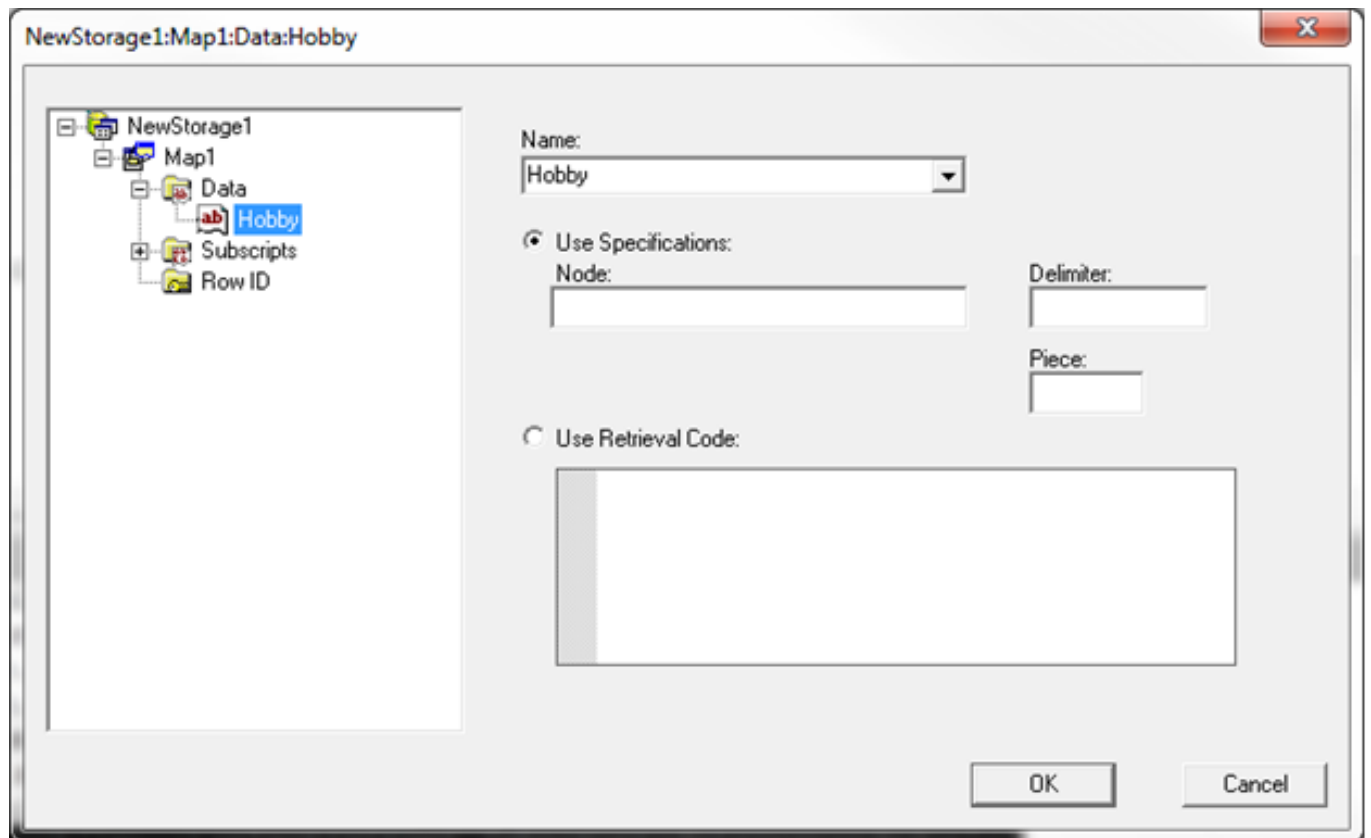 NewStorage1:Map1:Data:Hobby
NewStorage1
Map1
Data
ab Hobby
Subscripts
Row ID
Name:
Hobby
Use Specifications:
Node:
Delimiter:
Piece:
Use Retrieval Code:
OK
Cancel